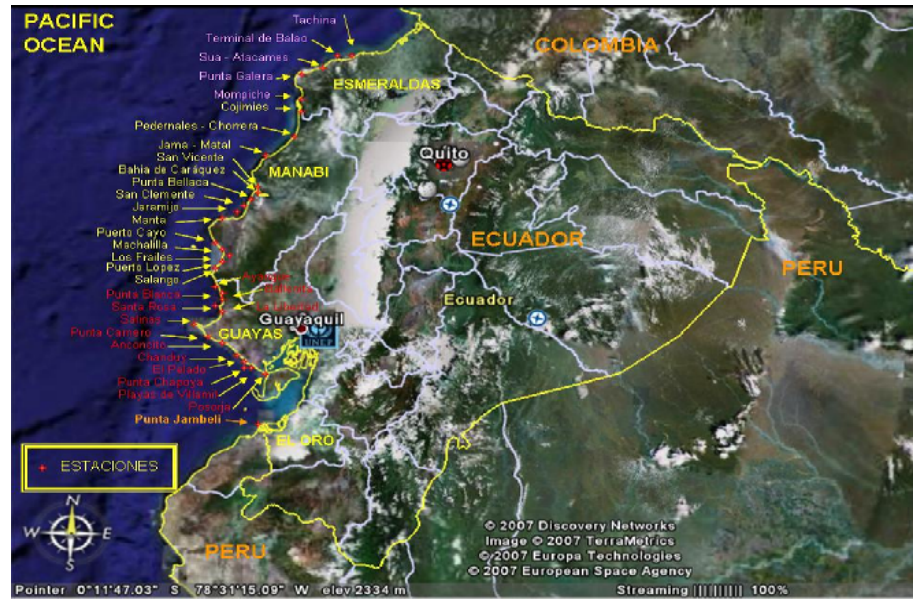 PACIFIC
OCEAN
Tachina
Terminal de Balao
Sua - Atacames
Punta Galera
Mompiche
Cojimies
Pedernales - Chorrera
Jama - Matal
San Vicente
Bahia de Caráquez
Punta Bellaca
San Clemente
Jaramijo
Manta
Puerto Cayo
Machalilla
Los Frailes
Puerto Lopez
Salango
Ayangue
Punta Blanca
Santa Rosa
La Libertad
Salinas
Punta Carnero
Anconcito
Chanduy
El Pelado
Punta Chapoya
Playas de Villamil
Posorja
Punta Jambeli
ESMERALDAS
MANABI
GUAYAS
EL ORO
COLOMBIA
Quito
ECUADOR
Ecuador
PERU
Guayaquil
UNEP
ESTACIONES
N
W E
S
PERU
© 2007 Discovery Networks
Image © 2007 TerraMetrics
© 2007 Europa Technologies
© 2007 European Space Agency
Pointer 0°11'47.03" S 78°31'15.09" W elev 2334 m
Streaming |||||||||| 100%